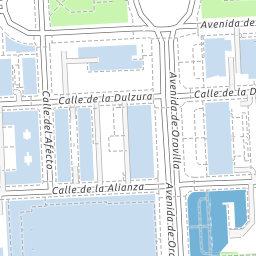 Avenida de
Calle de la Dulzura
Calle de la D
Calle del Afecto
Avenida de Oravilla
Calle de la Alianza
Avenida de Orc